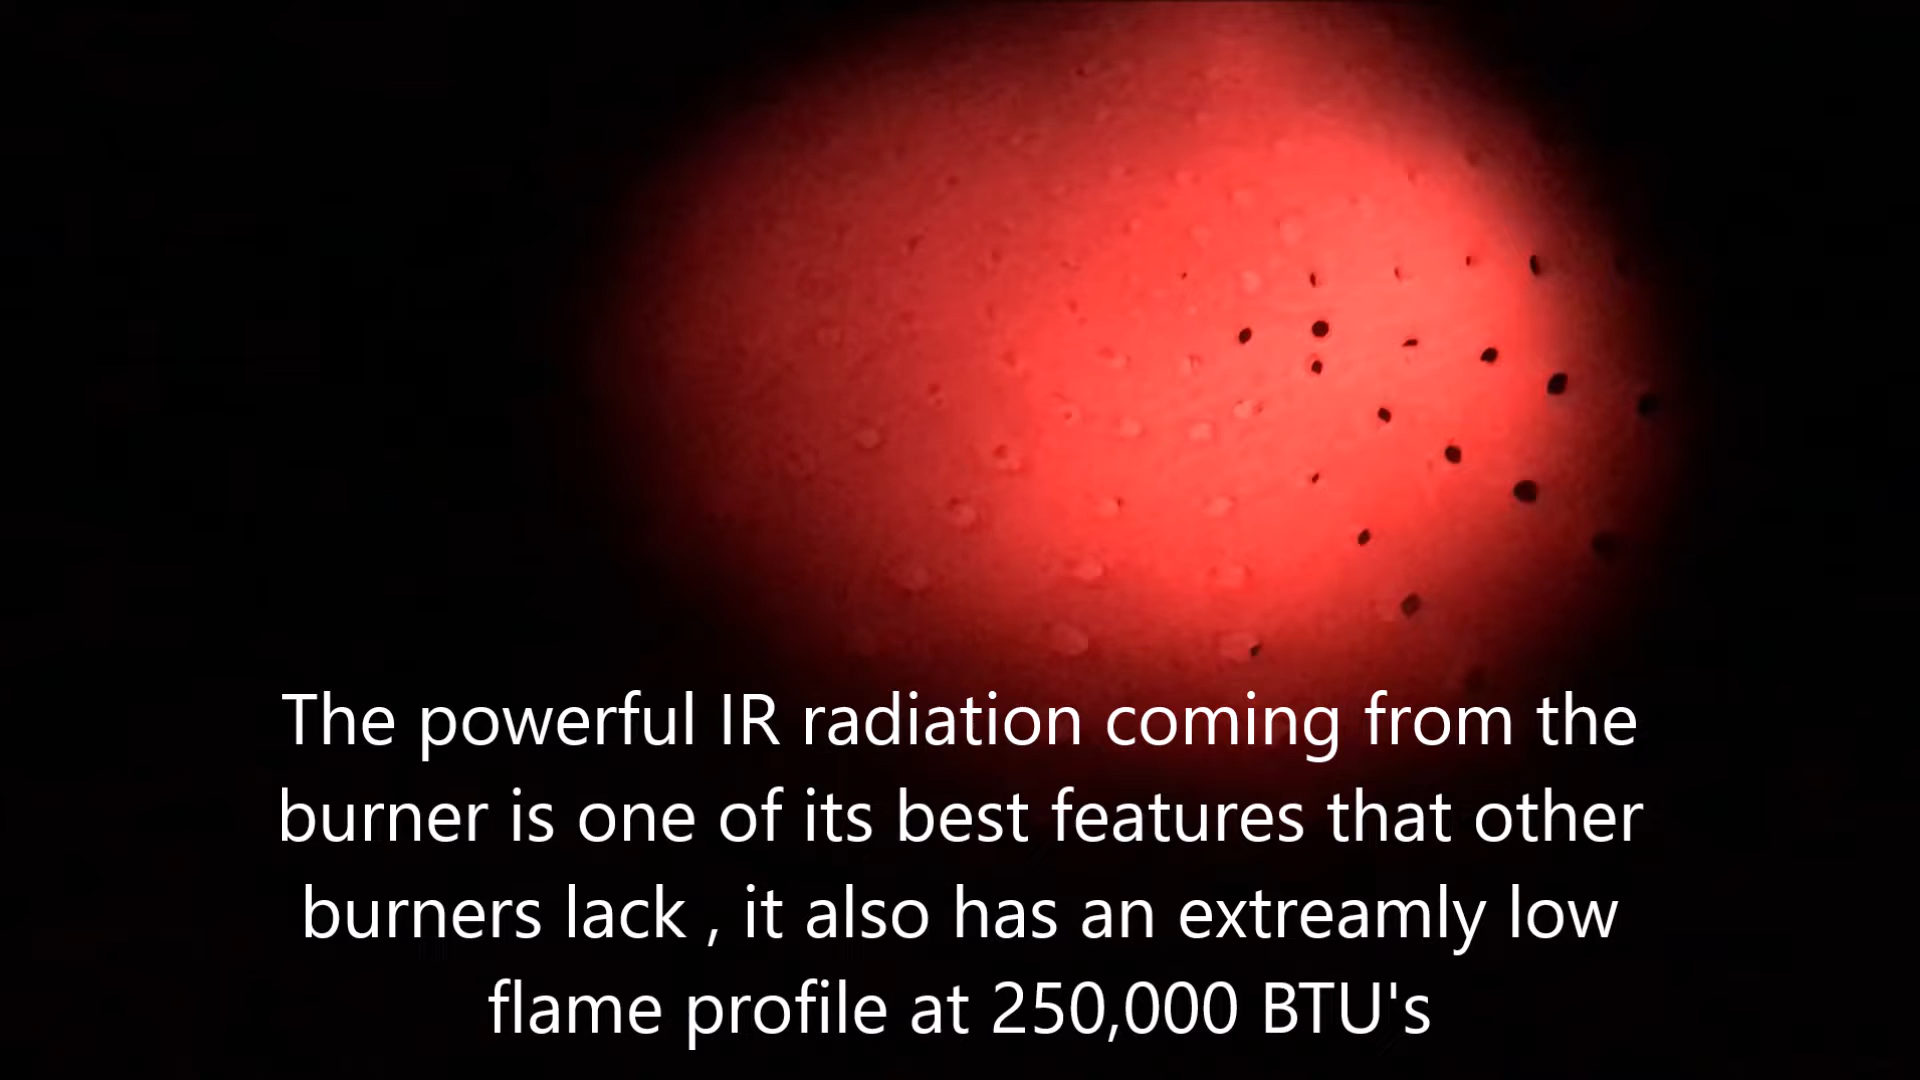 The powerful IR radiation coming from the
burner is one of its best features that other
burners lack , it also has an extreamly low
flame profile at 250,000 BTU's